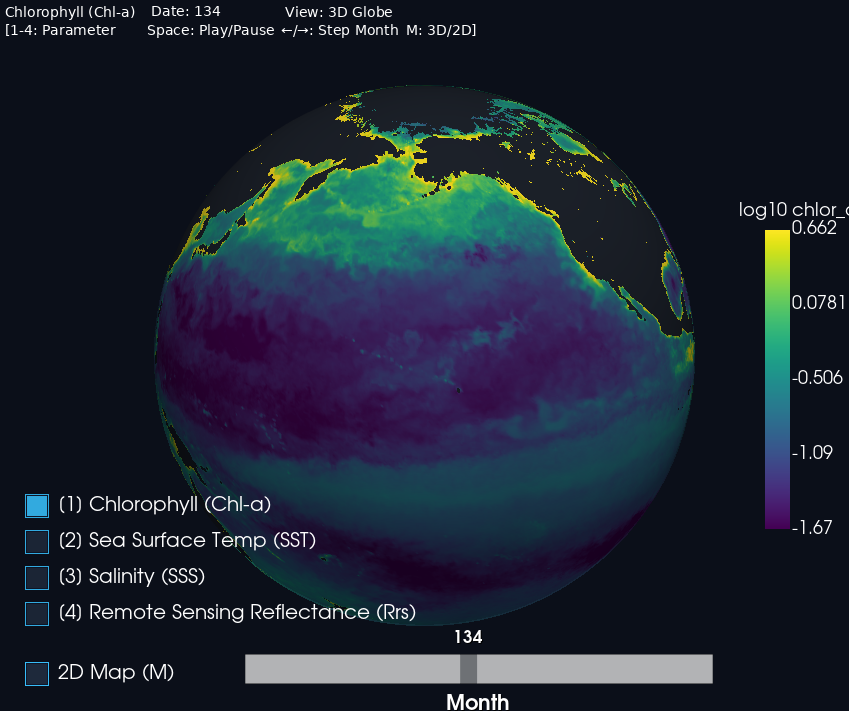 Chlorophyll (Chl-a) Date: 134 View: 3D Globe
[1-4: Parameter Space: Play/Pause ←/→: Step Month M: 3D/2D]
log10 chlor_
0.662
0.0781
-0.506
-1.09
-1.67
[1] Chlorophyll (Chl-a)
[2] Sea Surface Temp (SST)
[3] Salinity (SSS)
[4] Remote Sensing Reflectance (Rrs)
134
2D Map (M)
Month